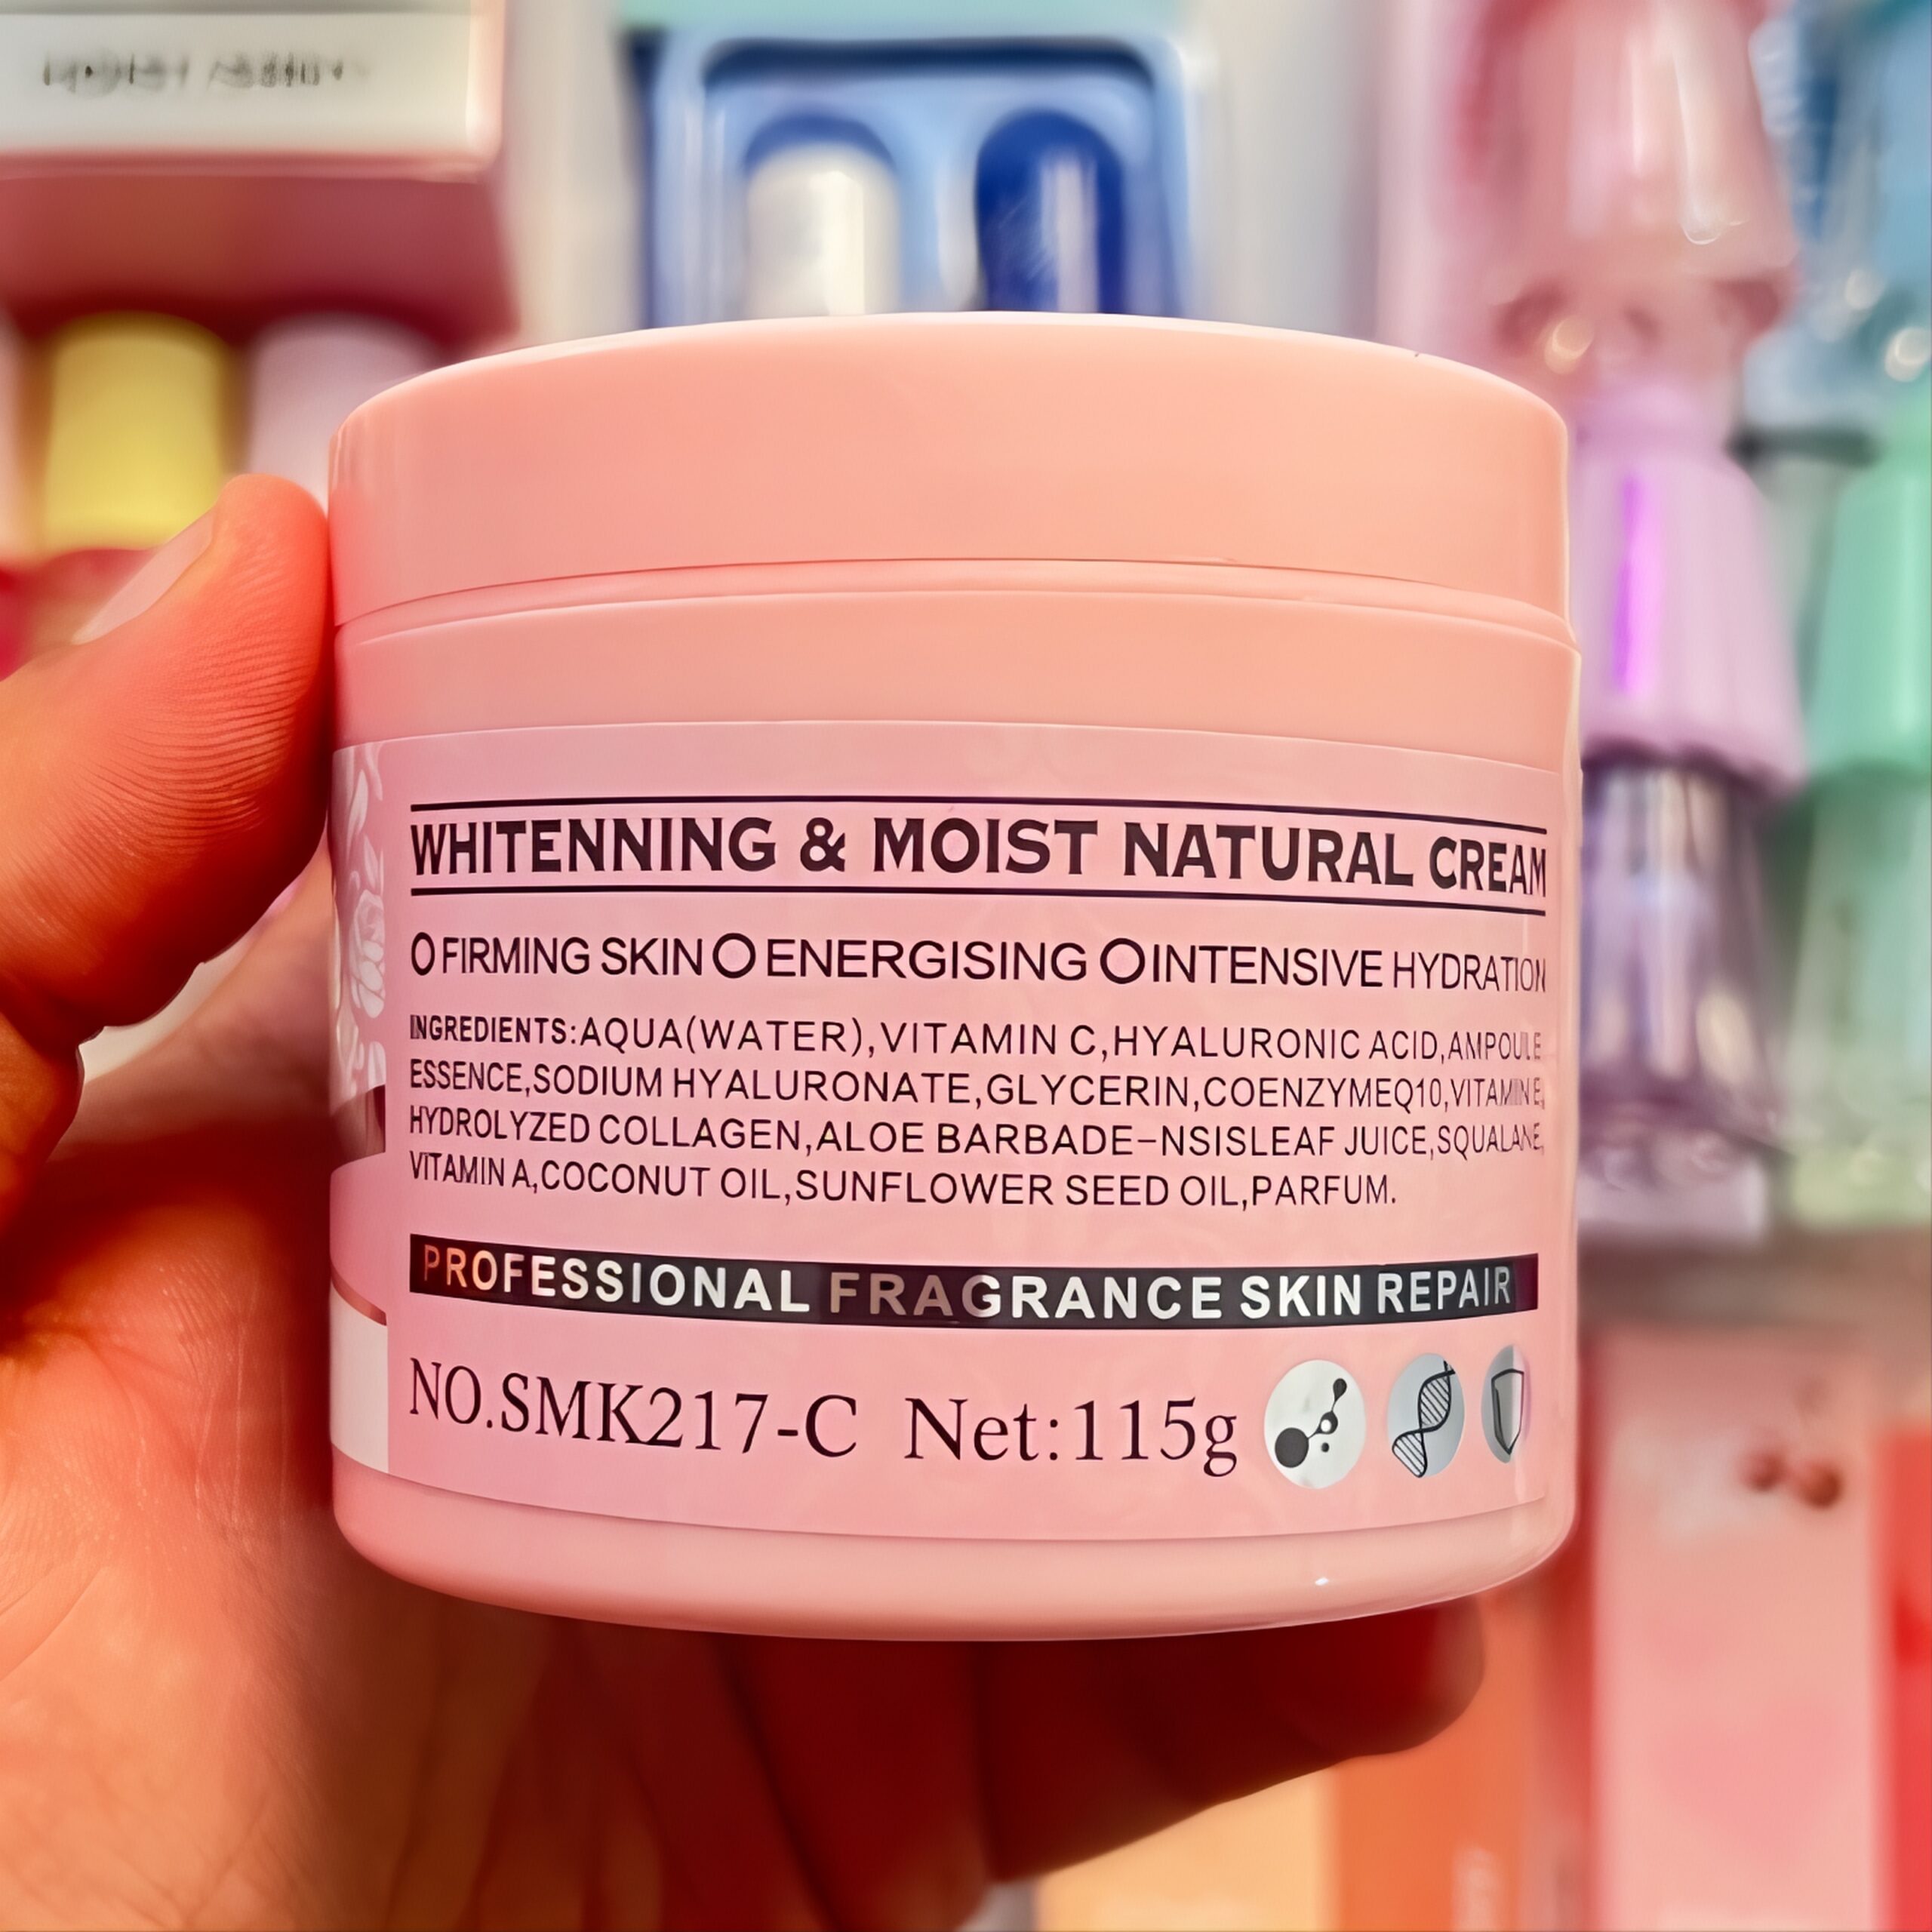 WHITENNING & MOIST NATURAL CREAM
O FIRMING SKIN O ENERGISING O INTENSIVE HYDRATION
INGREDIENTS:AQUA(WATER),VITAMIN C,HYALURONIC ACID,AMPOULE
ESSENCE,SODIUM HYALURONATE,GLYCERIN,COENZYMEQ10,VITAMIN E,
HYDROLYZED COLLAGEN,ALOE BARBADE-NSISLEAF JUICE,SQUALANE,
VITAMIN A,COCONUT OIL,SUNFLOWER SEED OIL,PARFUM.
PROFESSIONAL FRAGRANCE SKIN REPAIR
NO.SMK217-C Net:115g